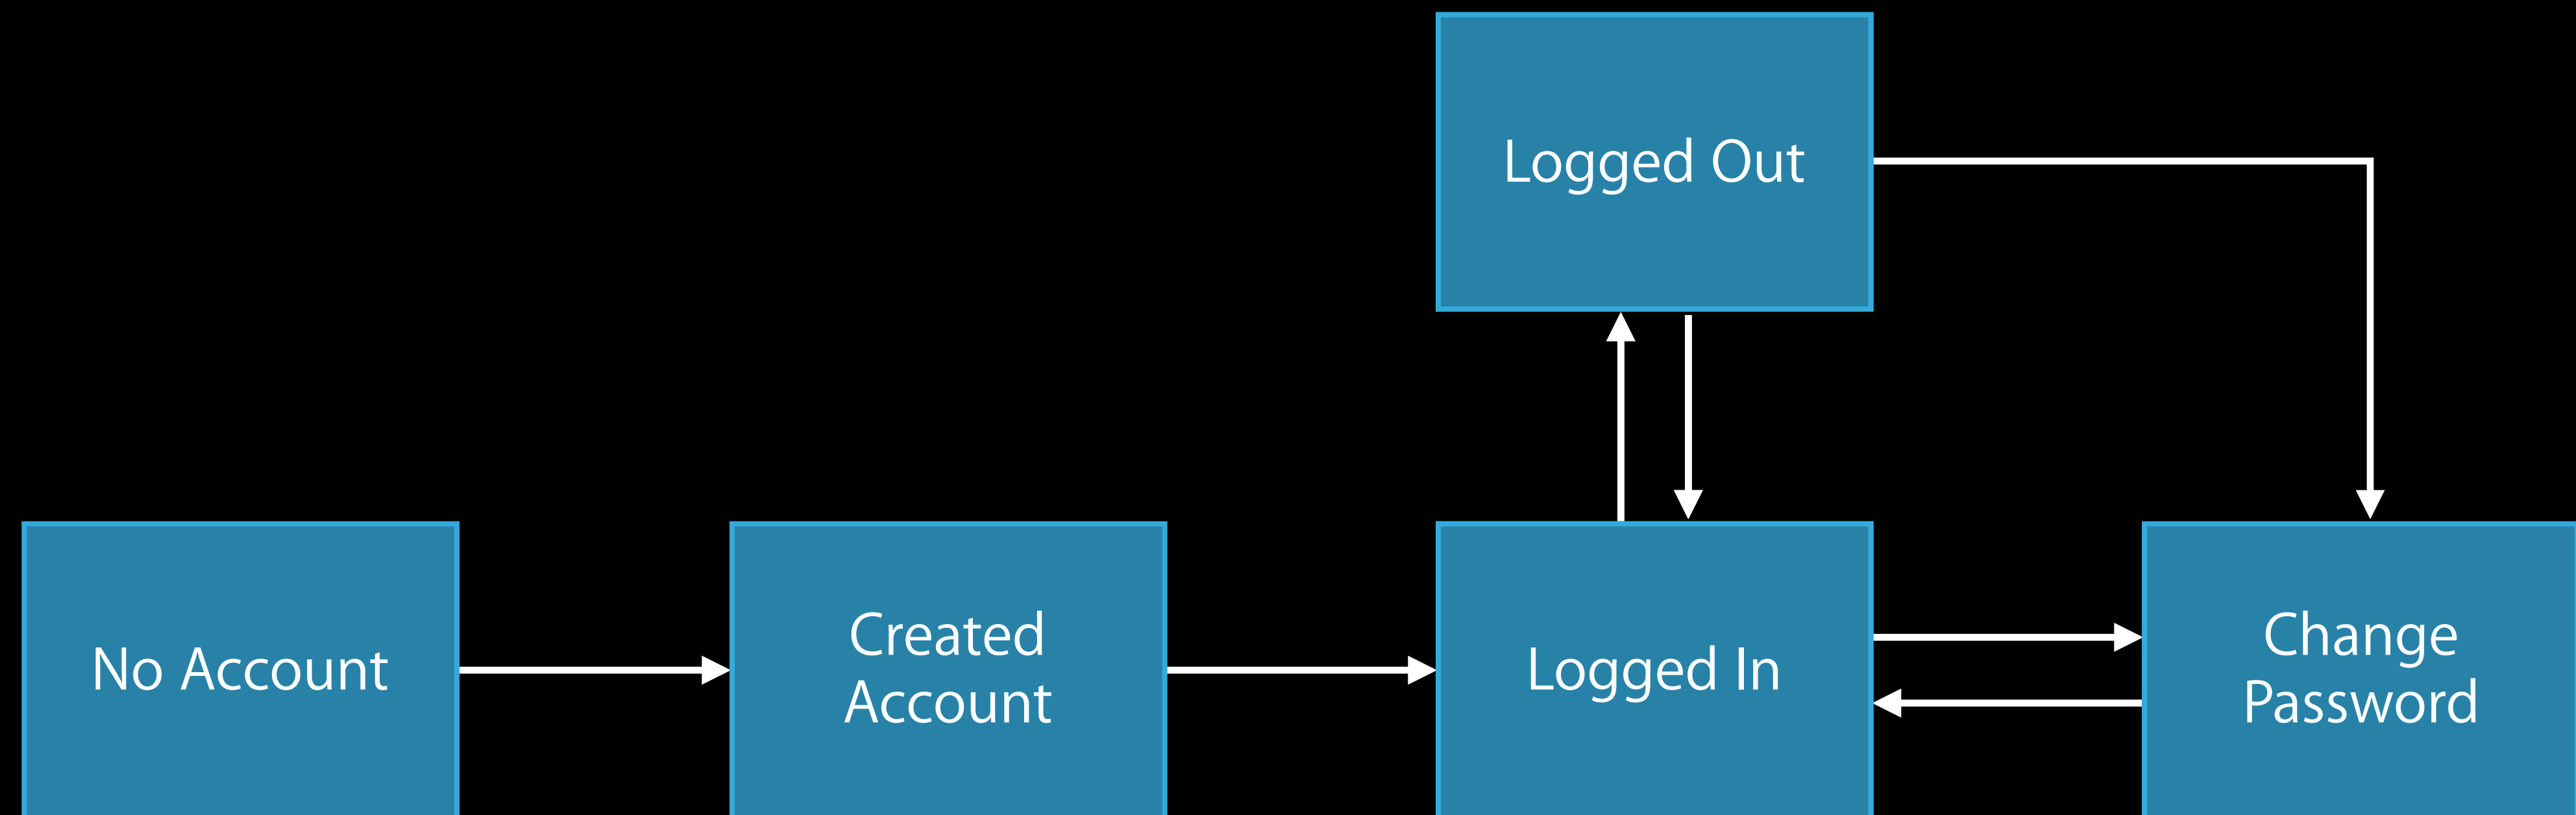 Logged Out
No Account
Created
Account
Logged In
Change
Password